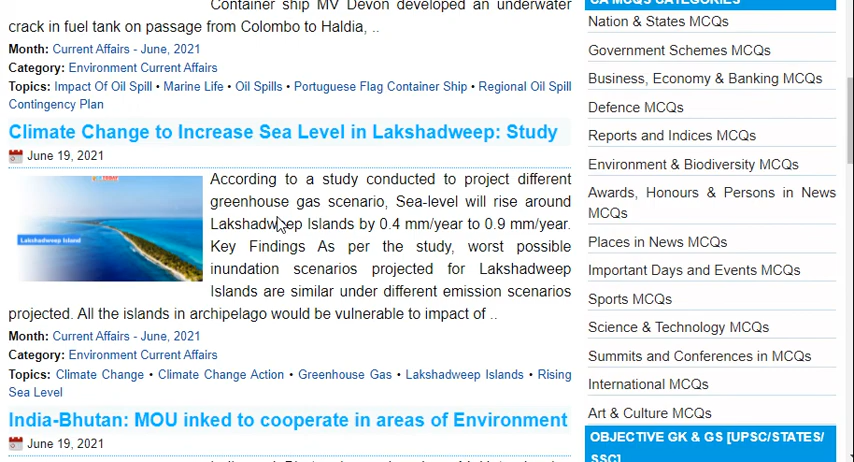 Container ship MV Devon developed an underwater
crack in fuel tank on passage from Colombo to Haldia, ..
Month: Current Affairs - June, 2021
Category: Environment Current Affairs
Topics: Impact Of Oil Spill • Marine Life • Oil Spills • Portuguese Flag Container Ship • Regional Oil Spill
Contingency Plan
Climate Change to Increase Sea Level in Lakshadweep: Study
June 19, 2021
Lakshadweep Island
According to a study conducted to project different
greenhouse gas scenario, Sea-level will rise around
Lakshadweep Islands by 0.4 mm/year to 0.9 mm/year.
Key Findings As per the study, worst possible
inundation scenarios projected for Lakshadweep
Islands are similar under different emission scenarios
projected. All the islands in archipelago would be vulnerable to impact of ..
Month: Current Affairs - June, 2021
Category: Environment Current Affairs
Topics: Climate Change • Climate Change Action • Greenhouse Gas • Lakshadweep Islands • Rising
Sea Level
India-Bhutan: MOU inked to cooperate in areas of Environment
June 19, 2021
CA MCQS CATEGORIES
Nation & States MCQs
Government Schemes MCQs
Business, Economy & Banking MCQs
Defence MCQs
Reports and Indices MCQs
Environment & Biodiversity MCQs
Awards, Honours & Persons in News
MCQs
Places in News MCQs
Important Days and Events MCQs
Sports MCQs
Science & Technology MCQs
Summits and Conferences in MCQs
International MCQs
Art & Culture MCQs
OBJECTIVE GK & GS [UPSC/STATES/
SSC]